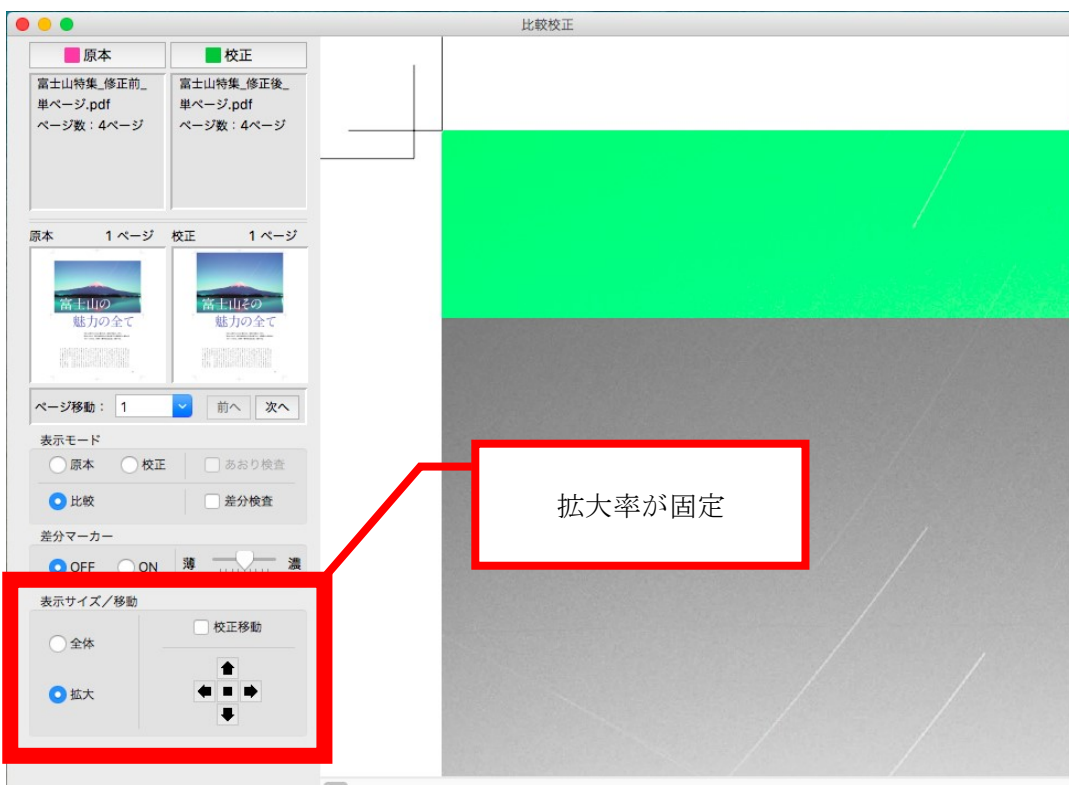 比較校正
原本 校正
富士山特集_修正前_
単ページ.pdf
ページ数：4ページ
富士山特集_修正後_
単ページ.pdf
ページ数：4ページ
原本 1 ページ 校正 1 ページ
富士山の
魅力の全て
富士山その
魅力の全て
ページ移動： 1 前へ 次へ
表示モード
原本 校正 あおり検査
比較 差分検査
差分マーカー
OFF ON 薄 濃
表示サイズ／移動
全体 校正移動
拡大
拡大率が固定